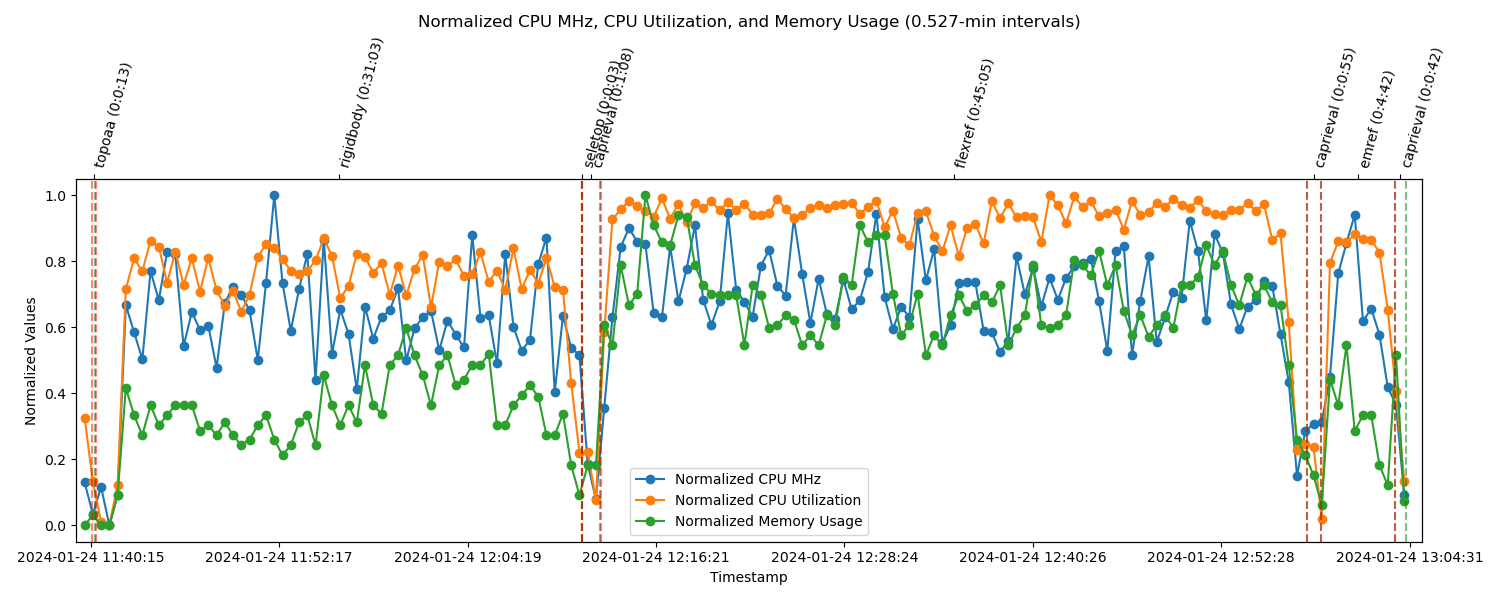 Normalized CPU MHz, CPU Utilization, and Memory Usage (0.527-min intervals)
topoaa (0:0:13)
rigidbody (0:31:03)
seletop (0:0:03)
caprieval (0:1:08)
flexref (0:45:05)
caprieval (0:0:55)
emref (0:4:42)
caprieval (0:0:42)
1.0
0.8
0.6
0.4
0.2
0.0
Normalized Values
Normalized CPU MHz
Normalized CPU Utilization
Normalized Memory Usage
2024-01-24 11:40:15
2024-01-24 11:52:17
2024-01-24 12:04:19
2024-01-24 12:16:21
2024-01-24 12:28:24
2024-01-24 12:40:26
2024-01-24 12:52:28
2024-01-24 13:04:31
Timestamp